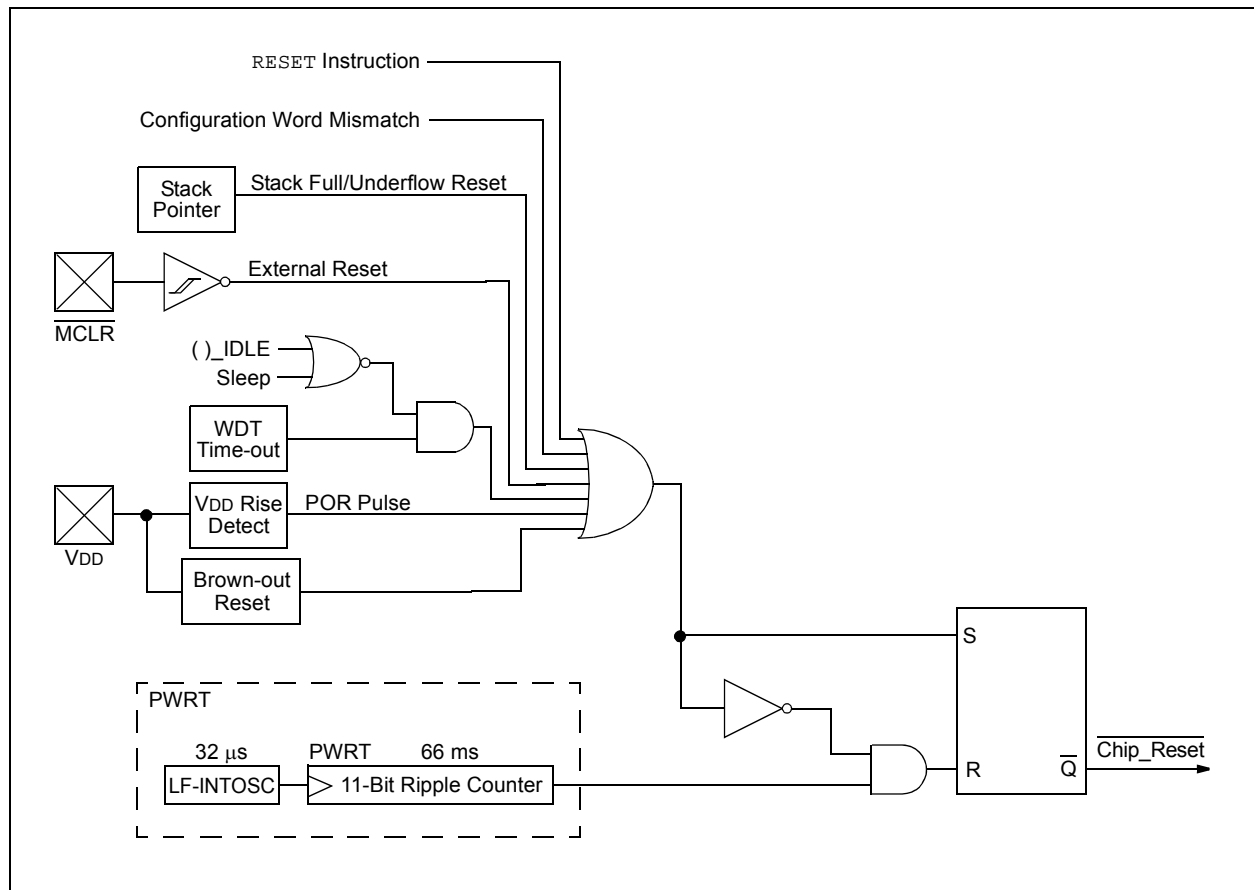 RESET Instruction
Configuration Word Mismatch
Stack
Pointer
Stack Full/Underflow Reset
External Reset
MCLR
( )_IDLE
Sleep
WDT
Time-out
VDD Rise
Detect
POR Pulse
VDD
Brown-out
Reset
S
PWRT
32 μs
PWRT
66 ms
LF-INTOSC
11-Bit Ripple Counter
R
Q
Chip_Reset